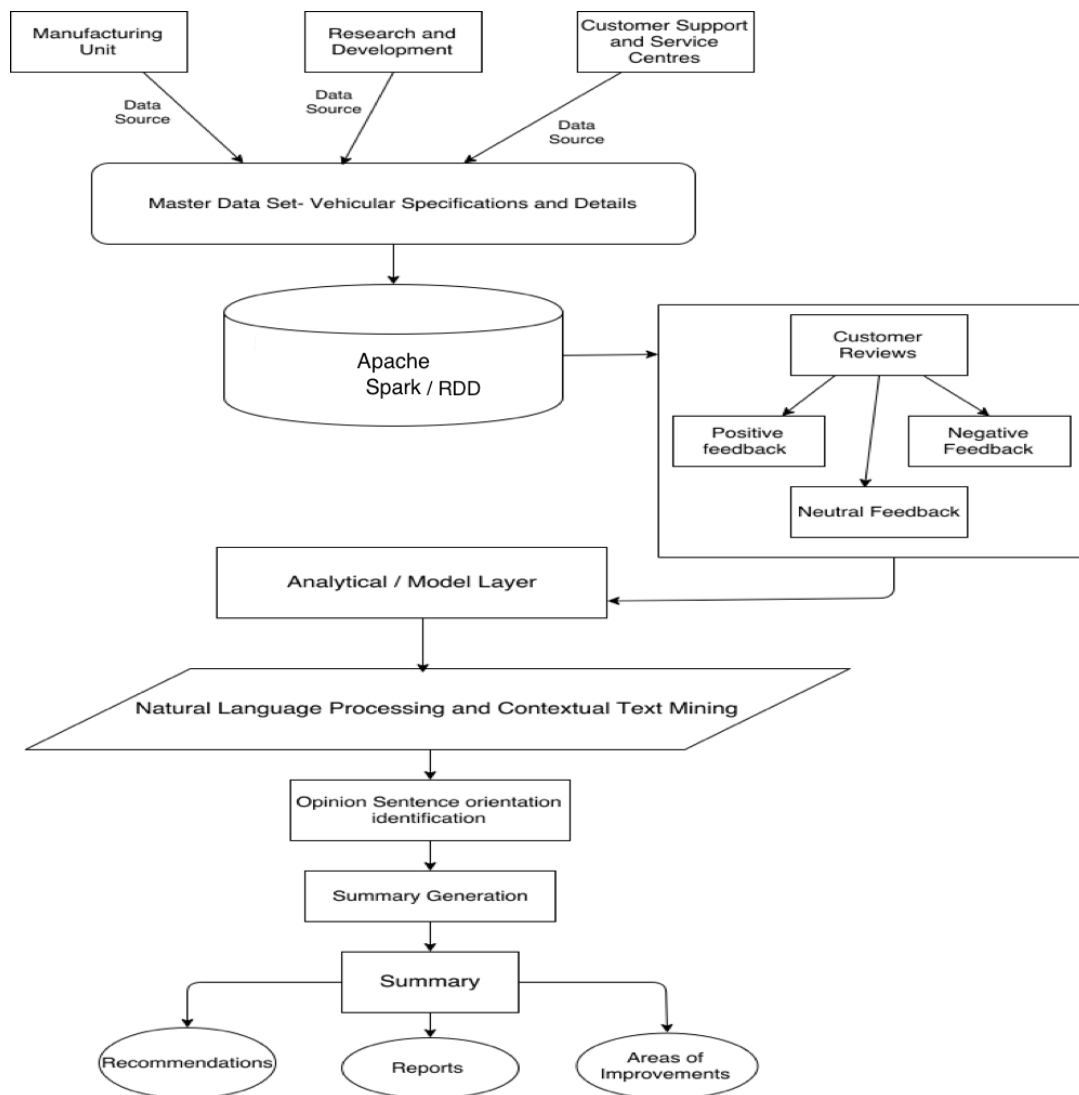 Manufacturing
Unit
Research and
Development
Customer Support
and Service
Centres
Data
Source
Data
Source
Data
Source
Master Data Set- Vehicular Specifications and Details
Apache
Spark / RDD
Customer
Reviews
Positive
feedback
Negative
Feedback
Neutral Feedback
Analytical / Model Layer
Natural Language Processing and Contextual Text Mining
Opinion Sentence orientation
identification
Summary Generation
Summary
Recommendations
Reports
Areas of
Improvements